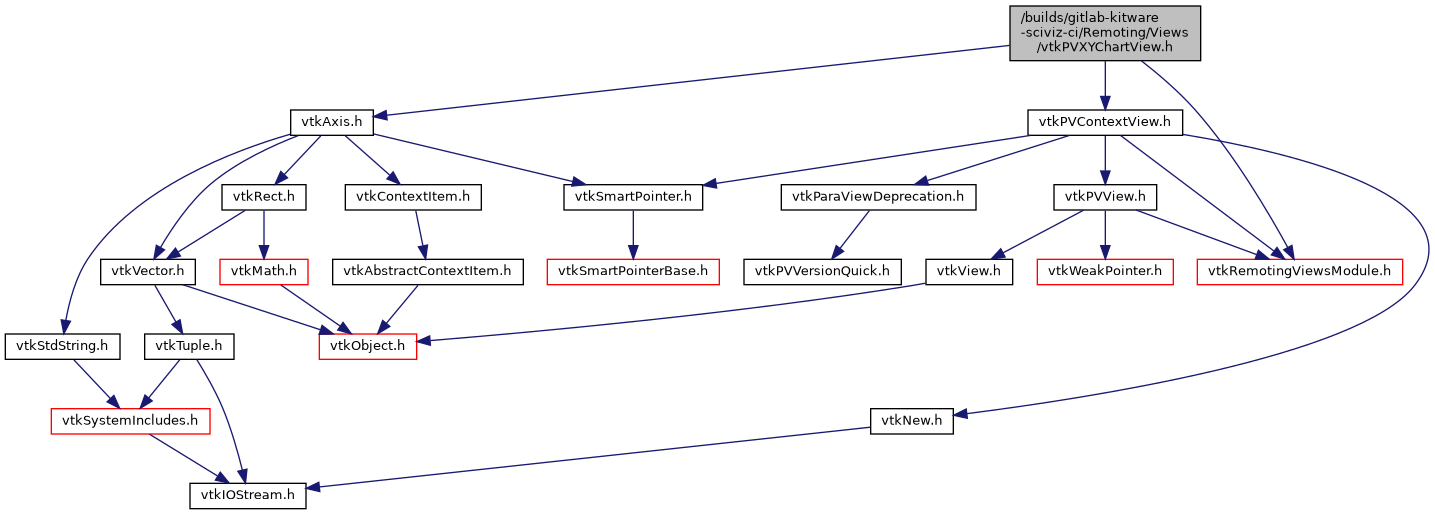 /builds/gitlab-kitware
-sciviz-ci/Remoting/Views
/vtkPVXYChartView.h
vtkAxis.h
vtkPVContextView.h
vtkRect.h
vtkContextItem.h
vtkSmartPointer.h
vtkParaViewDeprecation.h
vtkPVView.h
vtkVector.h
vtkMath.h
vtkAbstractContextItem.h
vtkSmartPointerBase.h
vtkPVVersionQuick.h
vtkView.h
vtkWeakPointer.h
vtkRemotingViewsModule.h
vtkStdString.h
vtkTuple.h
vtkObject.h
vtkSystemIncludes.h
vtkNew.h
vtkIOStream.h